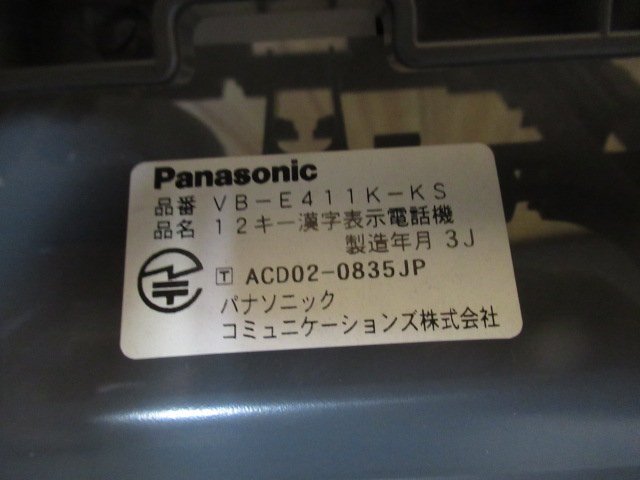 Panasonic
品番 VB-E411K-KS
品名 12キー漢字表示電話機
製造年月 3J
T ACD02-0835JP
パナソニック
コミュニケーションズ株式会社